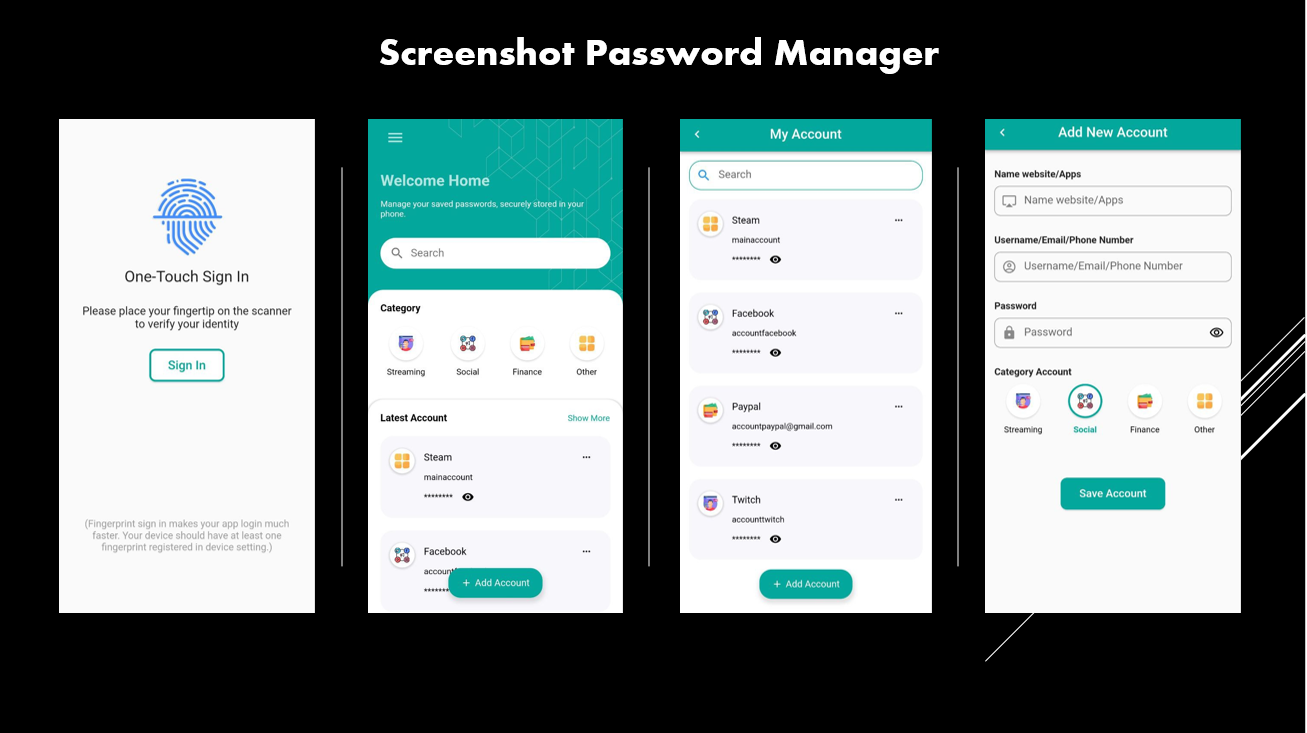 Screenshot Password Manager
One-Touch Sign In
Please place your fingertip on the scanner
to verify your identity
Sign In
(Fingerprint sign in makes your app login much
faster. Your device should have at least one
fingerprint registered in device setting.)
Welcome Home
Manage your saved passwords, securely stored in your
phone.
Search
Category
Streaming
Social
Finance
Other
Latest Account
Show More
Steam
mainaccount
********
Facebook
account
********
+ Add Account
My Account
Search
Steam
mainaccount
********
Facebook
accountfacebook
********
Paypal
accountpaypal@gmail.com
********
Twitch
accounttwitch
********
+ Add Account
Add New Account
Name website/Apps
Name website/Apps
Username/Email/Phone Number
Username/Email/Phone Number
Password
Password
Category Account
Streaming
Social
Finance
Other
Save Account